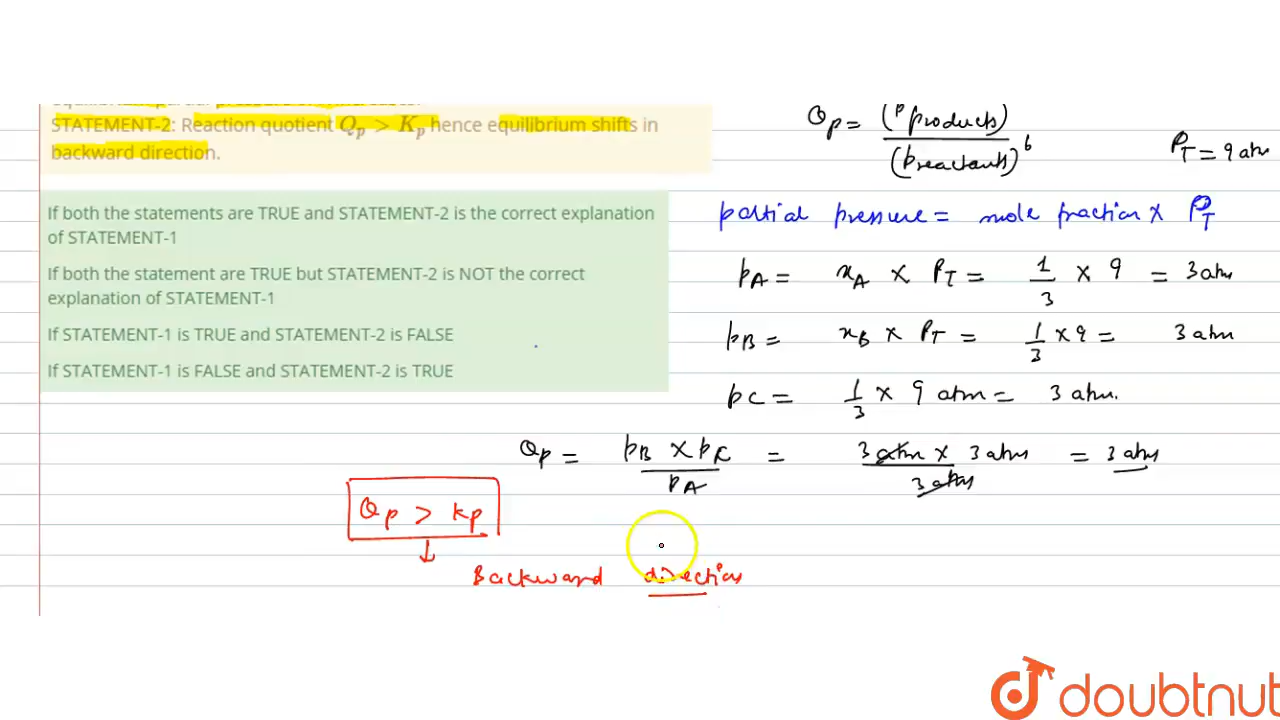 STATEMENT-2: Reaction quotient Qp > Kp hence equilibrium shifts in
backward direction.
If both the statements are TRUE and STATEMENT-2 is the correct explanation
of STATEMENT-1
If both the statement are TRUE but STATEMENT-2 is NOT the correct
explanation of STATEMENT-1
If STATEMENT-1 is TRUE and STATEMENT-2 is FALSE
If STATEMENT-1 is FALSE and STATEMENT-2 is TRUE
Qp = (Pproducts) / (Preactants)^b
PT = 9 atm
partial pressure = mole fraction × PT
PA = xA × PT = 1/3 × 9 = 3 atm
PB = xB × PT = 1/3 × 9 = 3 atm
PC = 1/3 × 9 atm = 3 atm.
Qp = PB × PC / PA = 3 atm × 3 atm / 3 atm = 3 atm
Qp > Kp
Backward direction
doubtnut